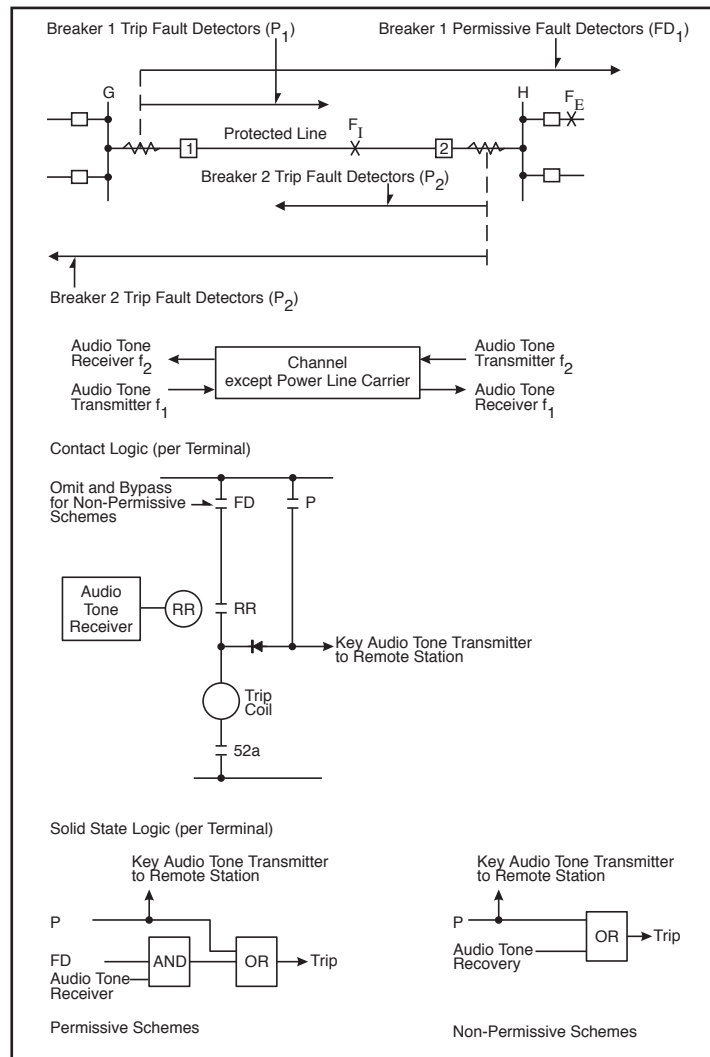 Breaker 1 Trip Fault Detectors (P1)
Breaker 1 Permissive Fault Detectors (FD1)
G
H
FE
1
Protected Line
FI
2
Breaker 2 Trip Fault Detectors (P2)
Breaker 2 Trip Fault Detectors (P2)
Audio Tone
Receiver f2
Audio Tone
Transmitter f1
Channel
except Power Line Carrier
Audio Tone
Transmitter f2
Audio Tone
Receiver f1
Contact Logic (per Terminal)
Omit and Bypass
for Non-Permissive
Schemes
FD
P
Audio
Tone
Receiver
RR
RR
Key Audio Tone Transmitter
to Remote Station
Trip
Coil
52a
Solid State Logic (per Terminal)
Key Audio Tone Transmitter
to Remote Station
P
FD
Audio Tone
Receiver
AND
OR
Trip
Permissive Schemes
Key Audio Tone Transmitter
to Remote Station
P
Audio Tone
Recovery
OR
Trip
Non-Permissive Schemes